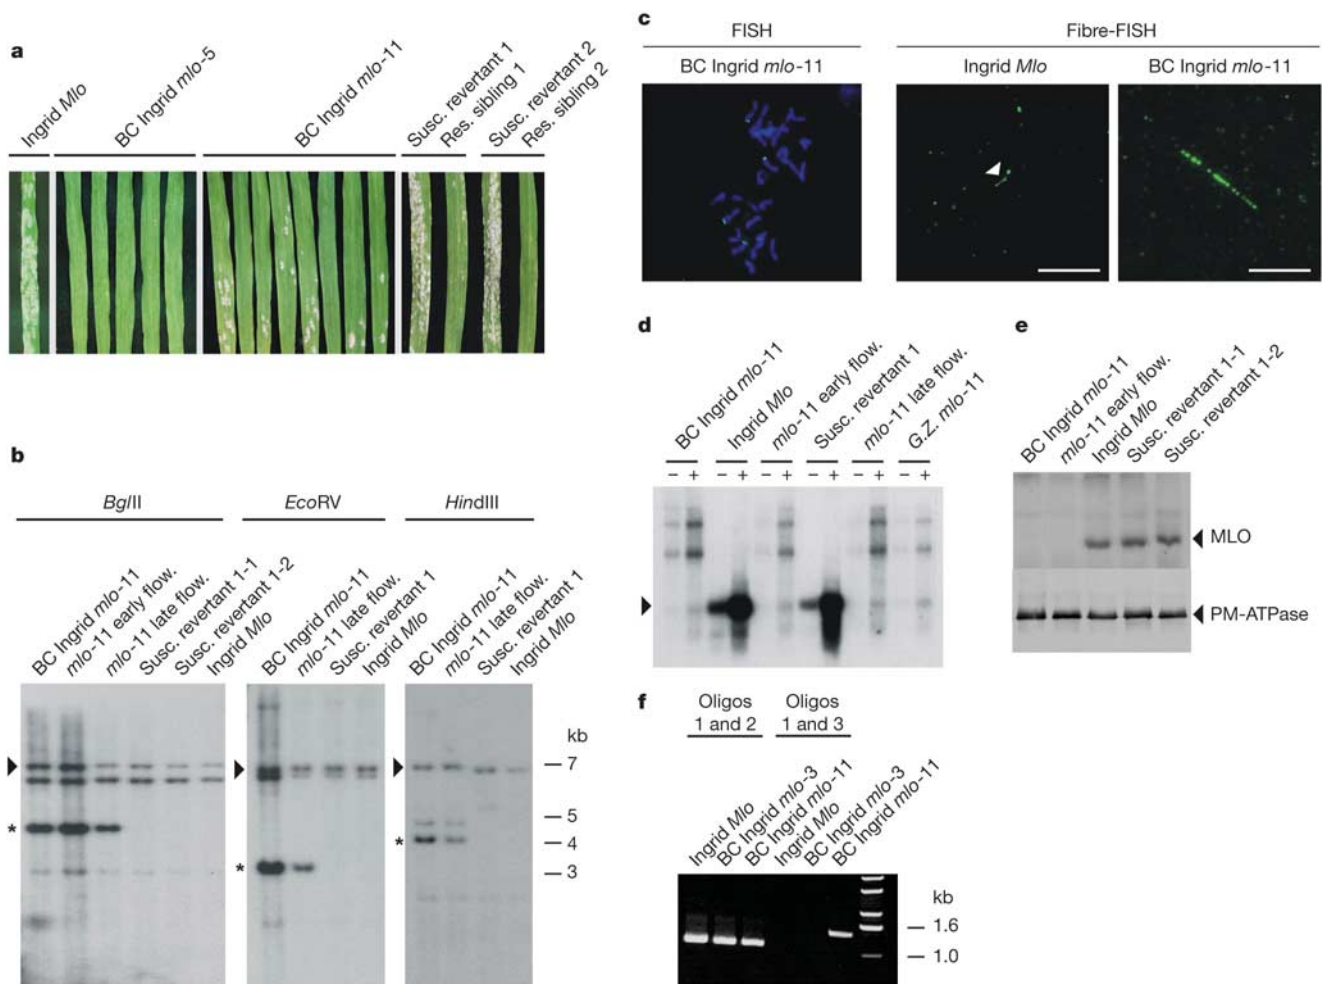 a
Ingrid Mlo
BC Ingrid mlo-5
BC Ingrid mlo-11
Susc. revertant 1
Res. sibling 1
Susc. revertant 2
Res. sibling 2
b
BglII
EcoRV
HindIII
BC Ingrid mlo-11
mlo-11 early flow.
mlo-11 late flow.
Susc. revertant 1-1
Susc. revertant 1-2
Ingrid Mlo
BC Ingrid mlo-11
mlo-11 late flow.
Susc. revertant 1
Ingrid Mlo
BC Ingrid mlo-11
mlo-11 late flow.
Susc. revertant 1
Ingrid Mlo
*
*
*
kb
7
5
4
3
c
FISH
Fibre-FISH
BC Ingrid mlo-11
Ingrid Mlo
BC Ingrid mlo-11
d
BC Ingrid mlo-11
Ingrid Mlo
mlo-11 early flow.
Susc. revertant 1
mlo-11 late flow.
G.Z. mlo-11
– + – + – + – + – + – +
e
BC Ingrid mlo-11
mlo-11 early flow.
Ingrid Mlo
Susc. revertant 1-1
Susc. revertant 1-2
MLO
PM-ATPase
f
Oligos
1 and 2
Oligos
1 and 3
Ingrid Mlo
BC Ingrid mlo-3
BC Ingrid mlo-11
Ingrid Mlo
BC Ingrid mlo-3
BC Ingrid mlo-11
kb
1.6
1.0